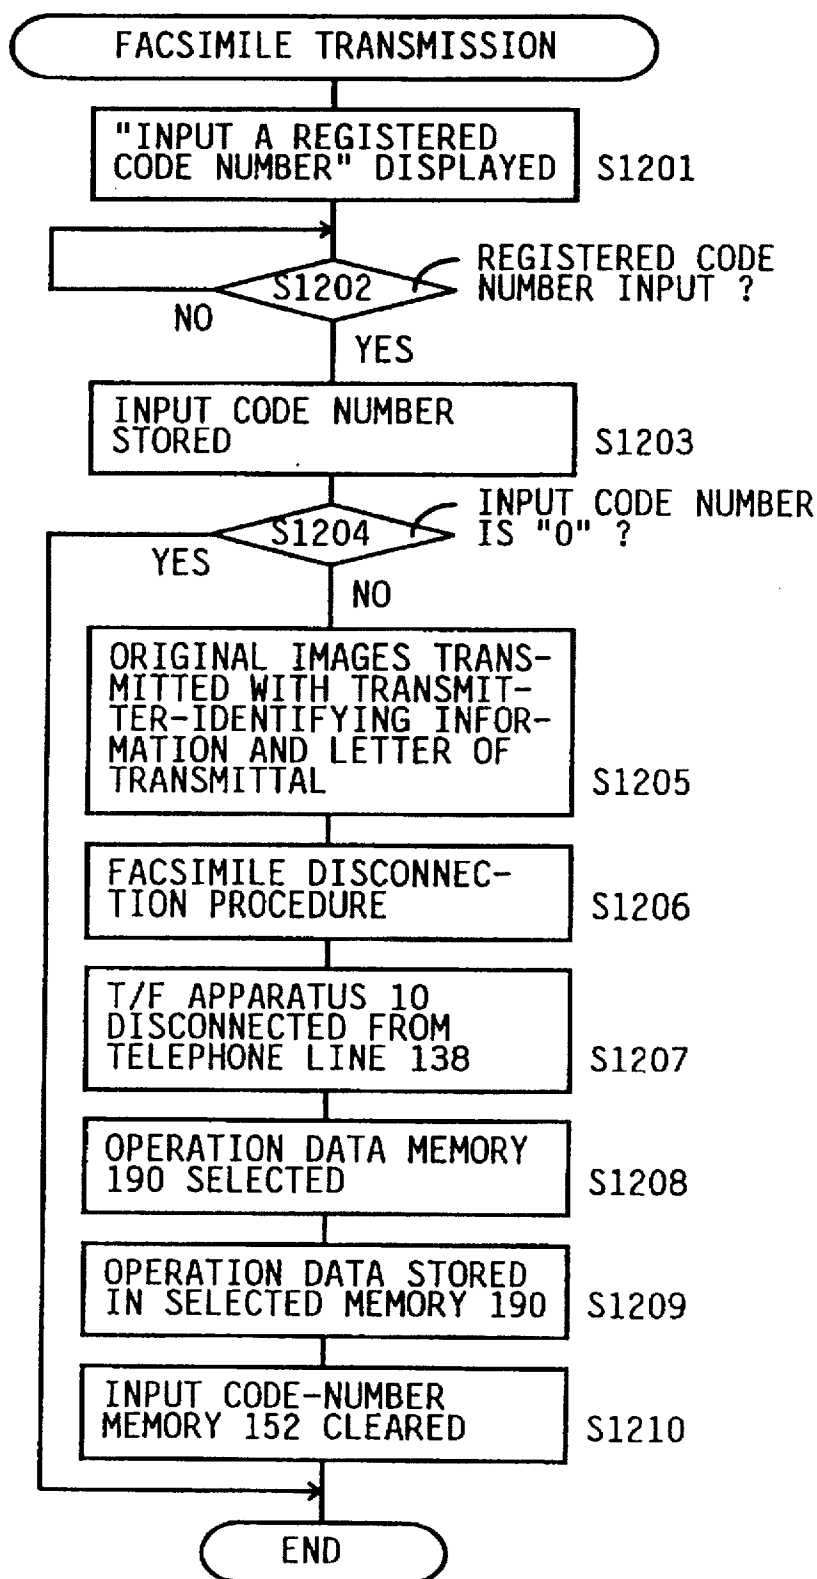 FACSIMILE TRANSMISSION
"INPUT A REGISTERED
CODE NUMBER" DISPLAYED
S1201
S1202
REGISTERED CODE
NUMBER INPUT ?
NO
YES
INPUT CODE NUMBER
STORED
S1203
S1204
INPUT CODE NUMBER
IS "0" ?
YES
NO
ORIGINAL IMAGES TRANS-
MITTED WITH TRANSMIT-
TER-IDENTIFYING INFOR-
MATION AND LETTER OF
TRANSMITTAL
S1205
FACSIMILE DISCONNEC-
TION PROCEDURE
S1206
T/F APPARATUS 10
DISCONNECTED FROM
TELEPHONE LINE 138
S1207
OPERATION DATA MEMORY
190 SELECTED
S1208
OPERATION DATA STORED
IN SELECTED MEMORY 190
S1209
INPUT CODE-NUMBER
MEMORY 152 CLEARED
S1210
END